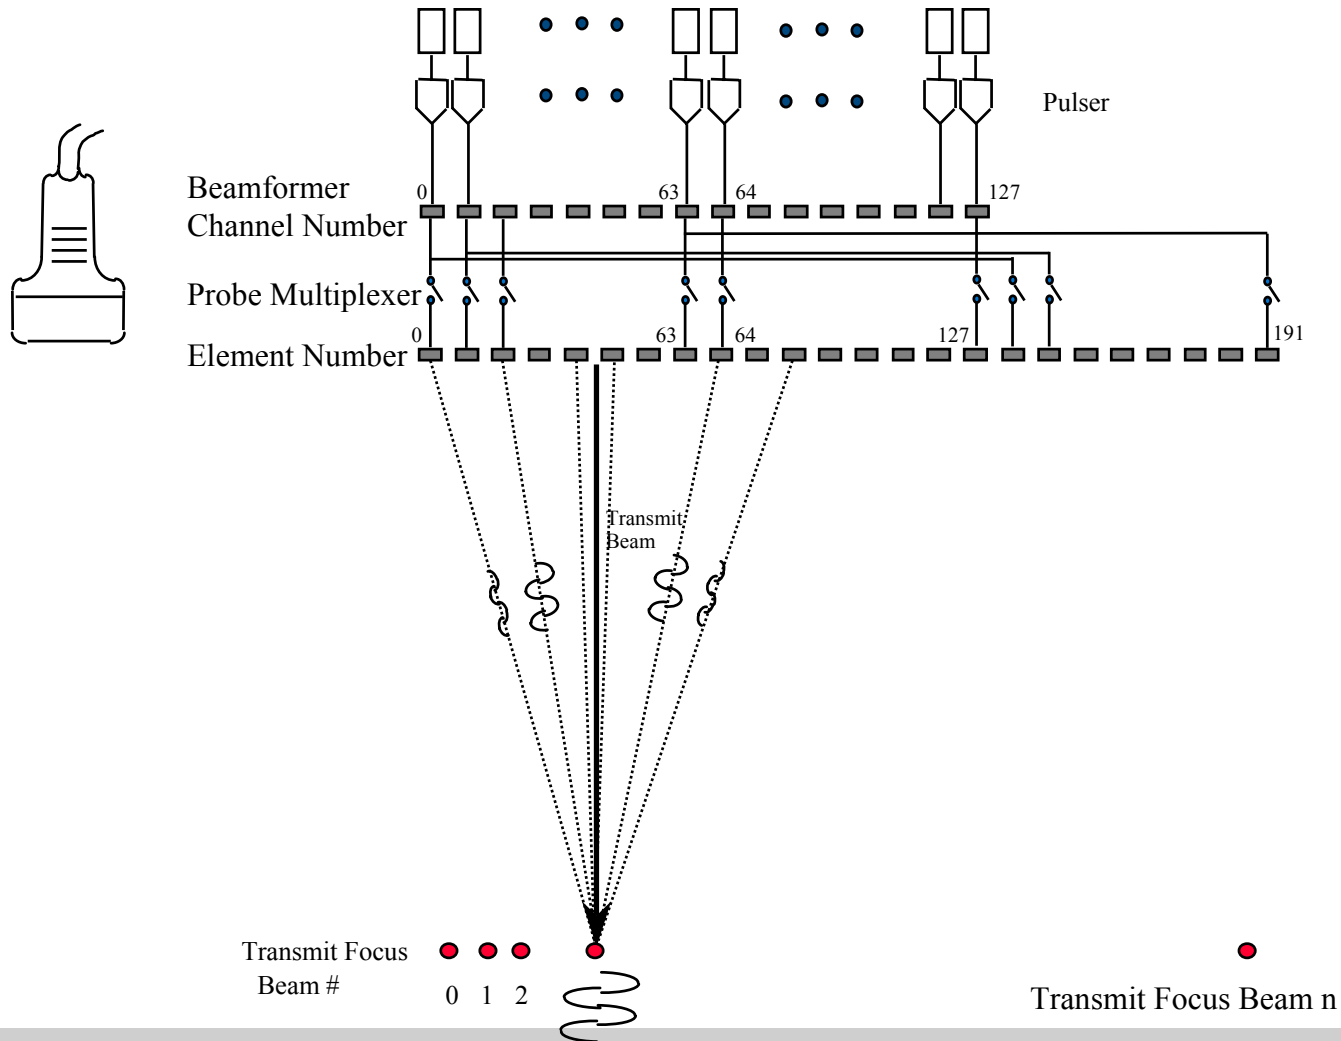 Pulser
Beamformer
Channel Number
0
63
64
127
Probe Multiplexer
Element Number
0
63
64
127
191
Transmit
Beam
Transmit Focus
Beam #
0 1 2
Transmit Focus Beam n